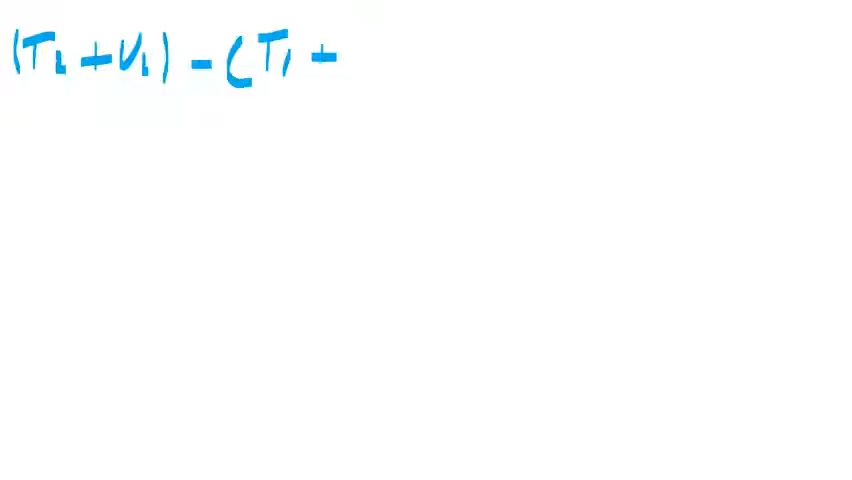 (T₂ + U₂) - (T₁ +